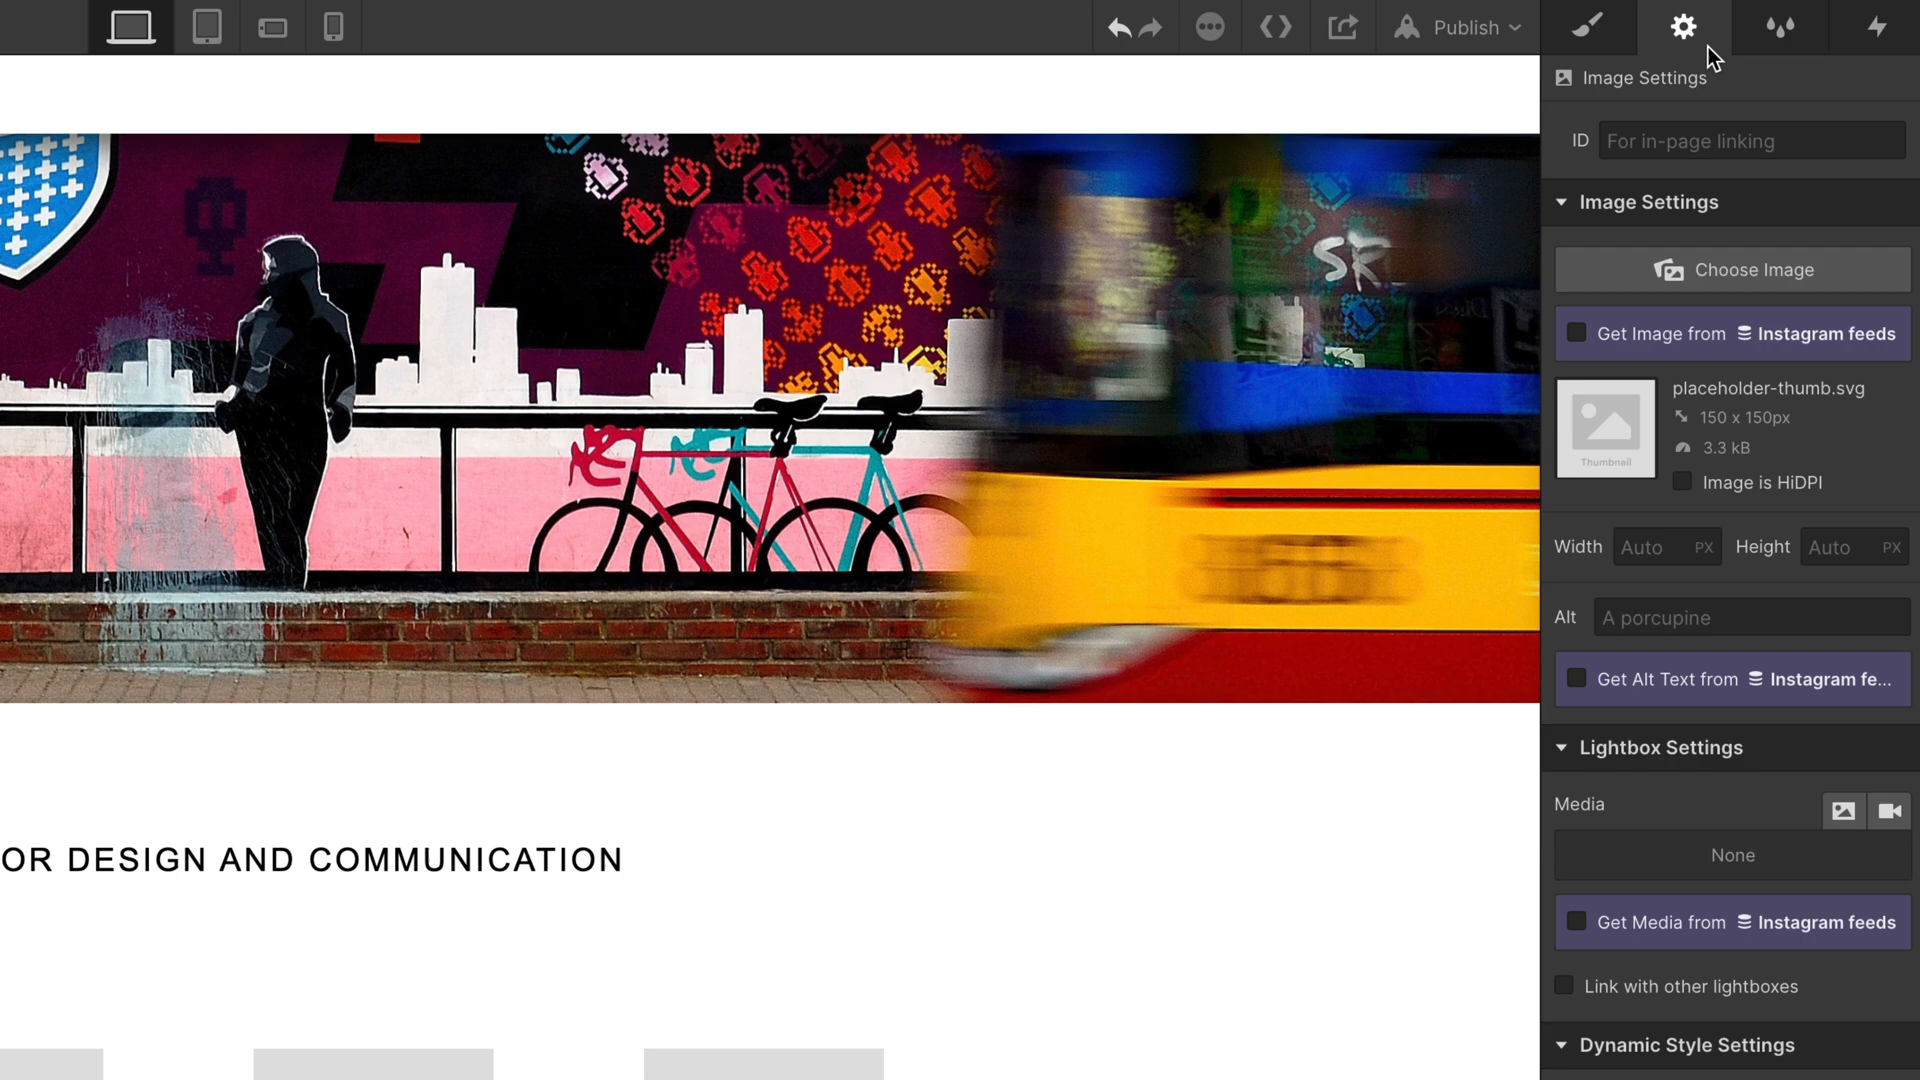 Publish
Image Settings
ID For in-page linking
Image Settings
Choose Image
Get Image from Instagram feeds
placeholder-thumb.svg
150 x 150px
3.3 kB
Thumbnail
Image is HiDPI
Width Auto PX Height Auto PX
Alt A porcupine
Get Alt Text from Instagram fe...
Lightbox Settings
Media
None
Get Media from Instagram feeds
Link with other lightboxes
Dynamic Style Settings
SR
OR DESIGN AND COMMUNICATION